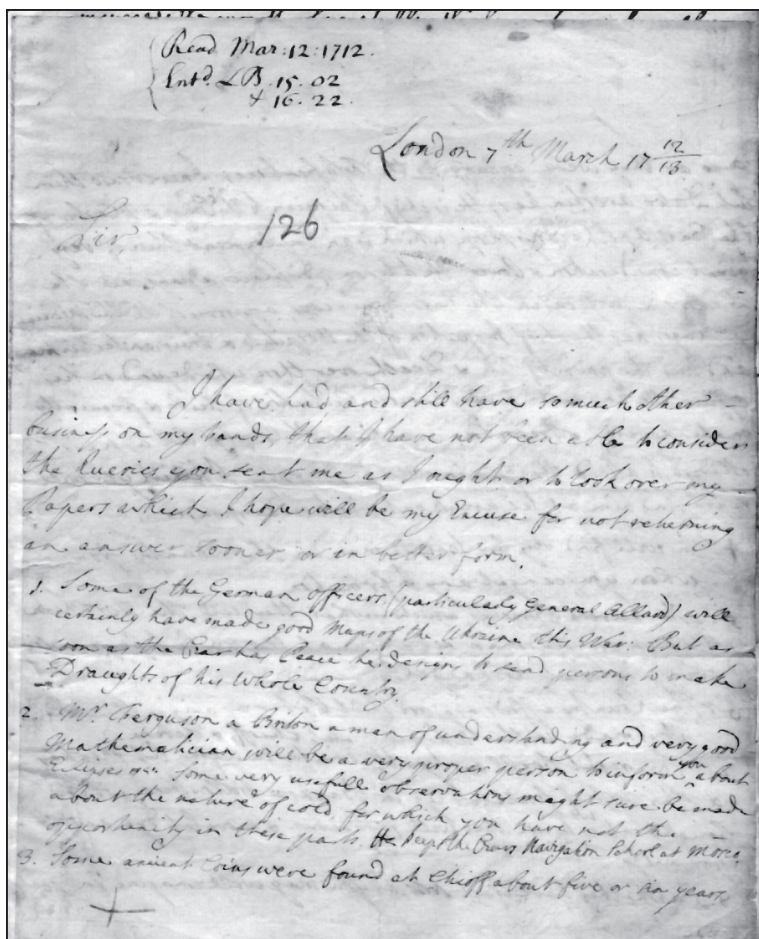 Read Mar: 12: 1712.
Entd. LB. 15. 02
& 16. 22.
London 7th March 17 12/13
Sir
126
I have had and still have so much other
business on my hands, that I have not been able to consider
the Queries you sent me as I ought or to look over my
Papers which I hope will be my Excuse for not returning
an answer sooner or in better form.
1. Some of the German officers (particularly General Allard) will
certainly have made good Maps of the Ukraine this War: But as
soon as the Czar has Peace he designs to send persons to make
Draughts of his whole Country.
2. Mr. Ferguson a Briton a man of understanding and very good
Mathematician will be a very proper person to inform you about
Eclipses Some very usefull observations might sure be made
about the nature of cold for which you have not the
opportunity in these parts. He keeps the Czars Navigation School at Mosco.
3. Some ancient Coins were found at Chioff about five or six years